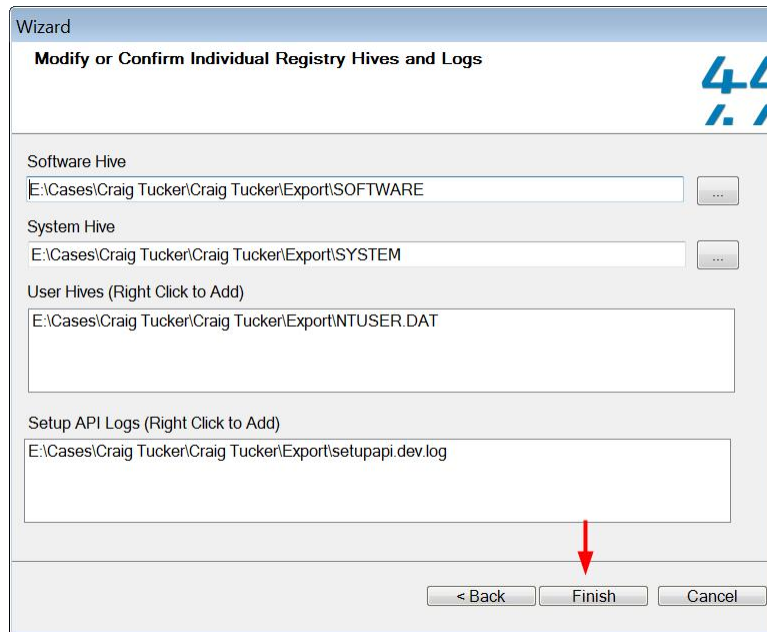 Wizard
Modify or Confirm Individual Registry Hives and Logs
44
Software Hive
E:\Cases\Craig Tucker\Craig Tucker\Export\SOFTWARE
...
System Hive
E:\Cases\Craig Tucker\Craig Tucker\Export\SYSTEM
...
User Hives (Right Click to Add)
E:\Cases\Craig Tucker\Craig Tucker\Export\NTUSER.DAT
Setup API Logs (Right Click to Add)
E:\Cases\Craig Tucker\Craig Tucker\Export\setupapi.dev.log
< Back Finish Cancel